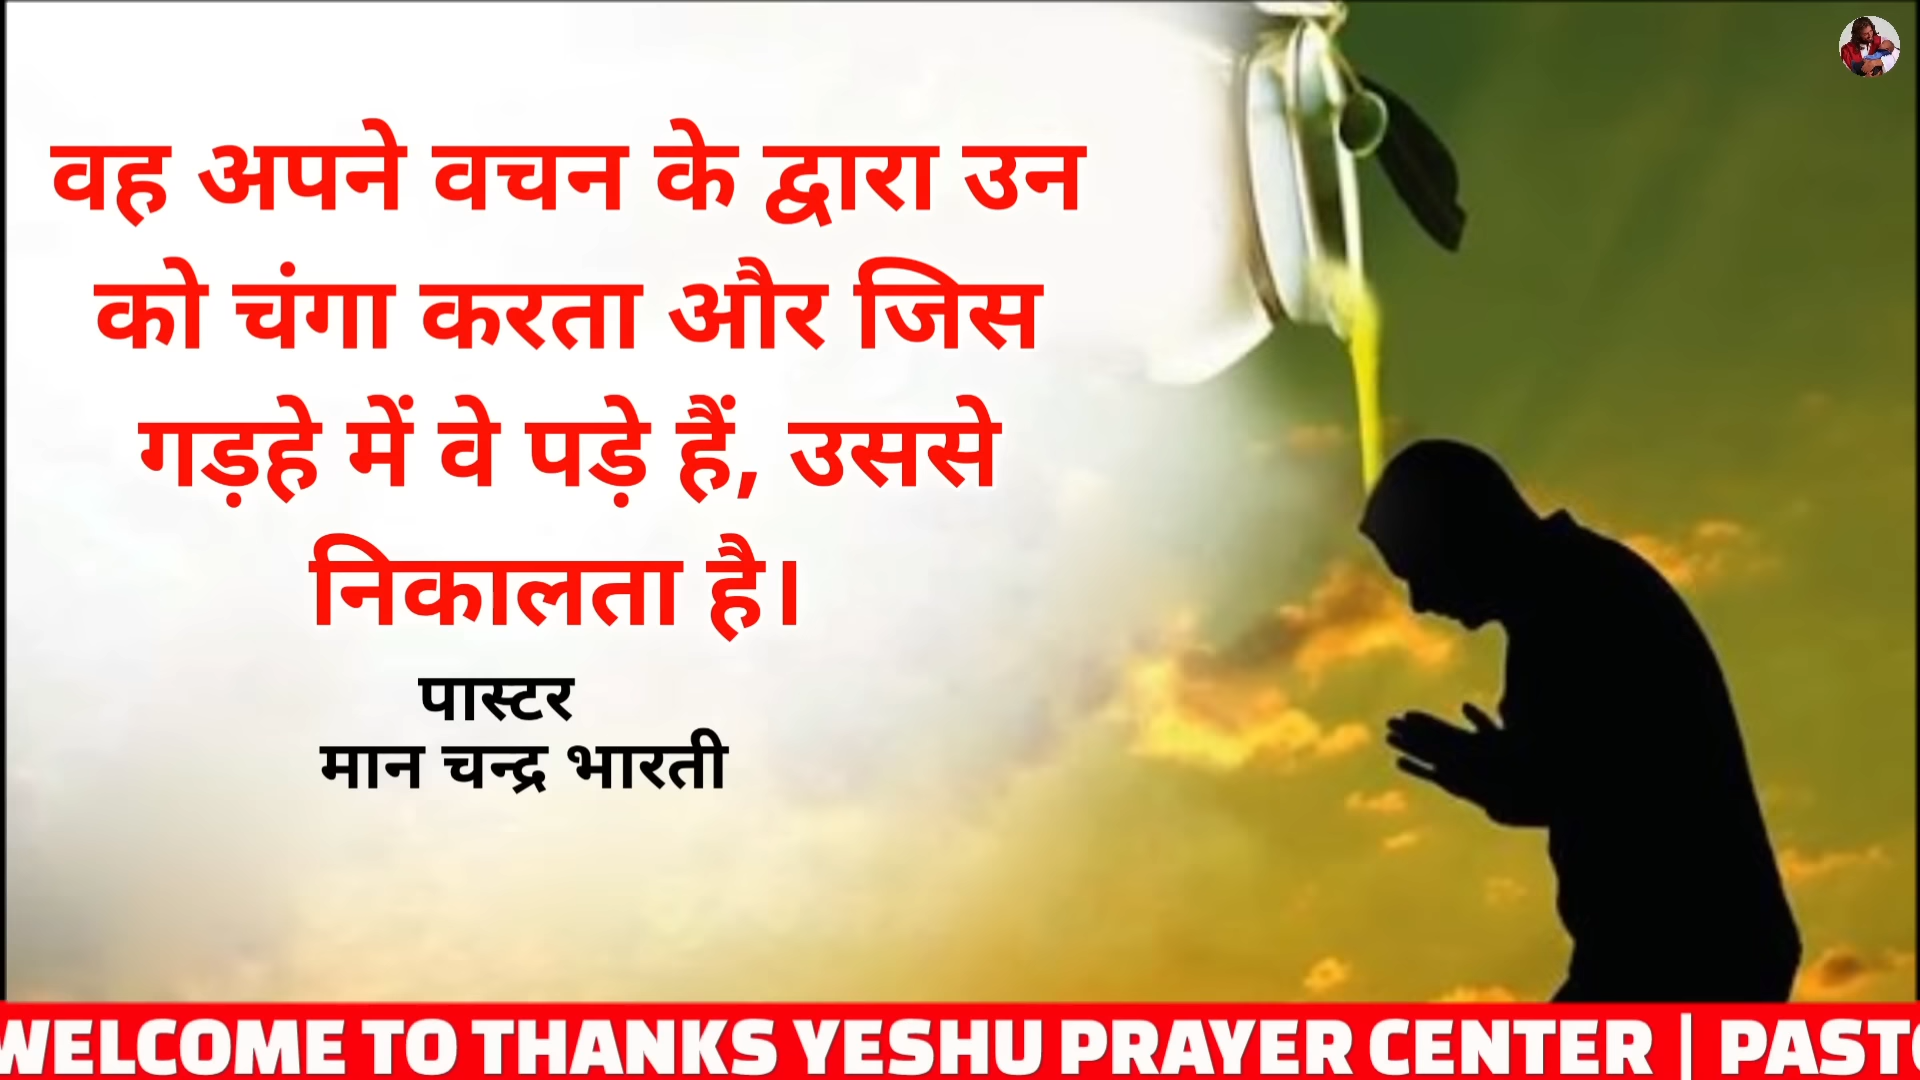 वह अपने वचन के द्वारा उन
को चंगा करता और जिस
गड़हे में वे पड़े हैं, उससे
निकालता है।
पास्टर
मान चन्द्र भारती
WELCOME TO THANKS YESHU PRAYER CENTER | PASTO